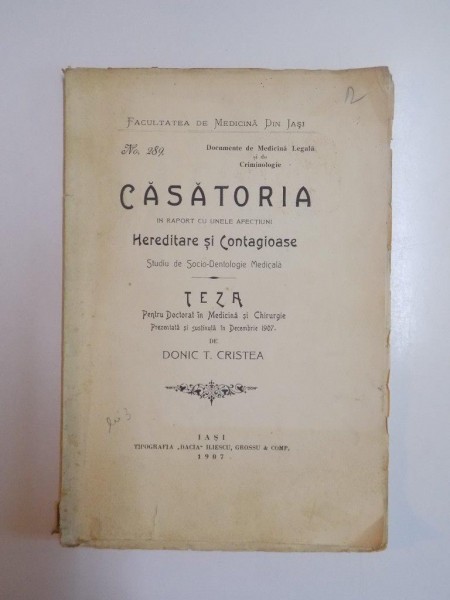 FACULTATEA DE MEDICINĂ DIN IAŞI
No. 289.
Documente de Medicină Legală
şi de
Criminologie
CĂSĂTORIA
IN RAPORT CU UNELE AFECŢIUNI
Hereditare şi Contagioase
Studiu de Socio-Dentologie Medicală
TEZA
Pentru Doctorat în Medicină şi Chirurgie
Prezentată şi susţinută în Decembrie 1907.
DE
DONIC T. CRISTEA
IAŞI
TIPOGRAFIA „DACIA" ILIESCU, GROSSU & COMP.
1907